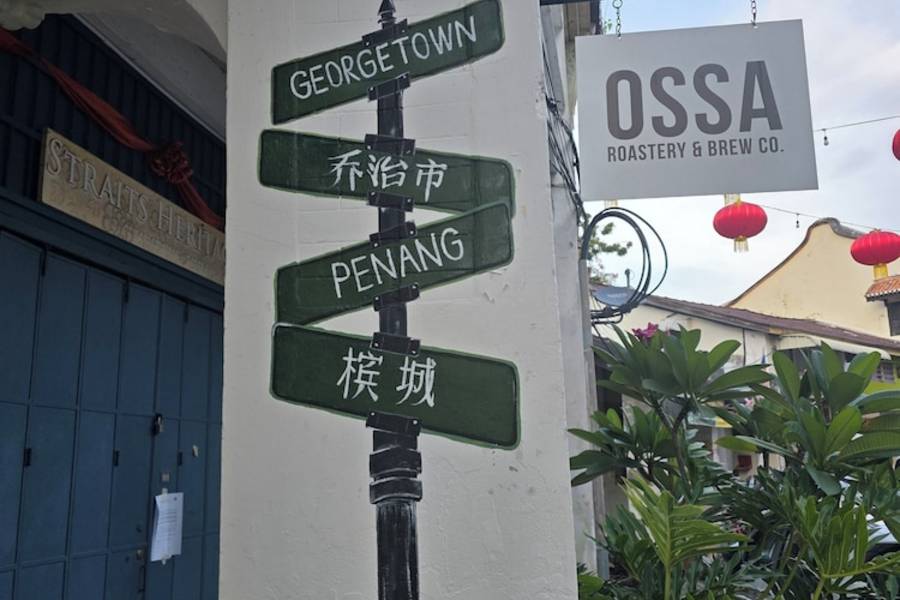 GEORGETOWN
乔治市
PENANG
槟城
STRAITS HERITA
OSSA
ROASTERY & BREW CO.